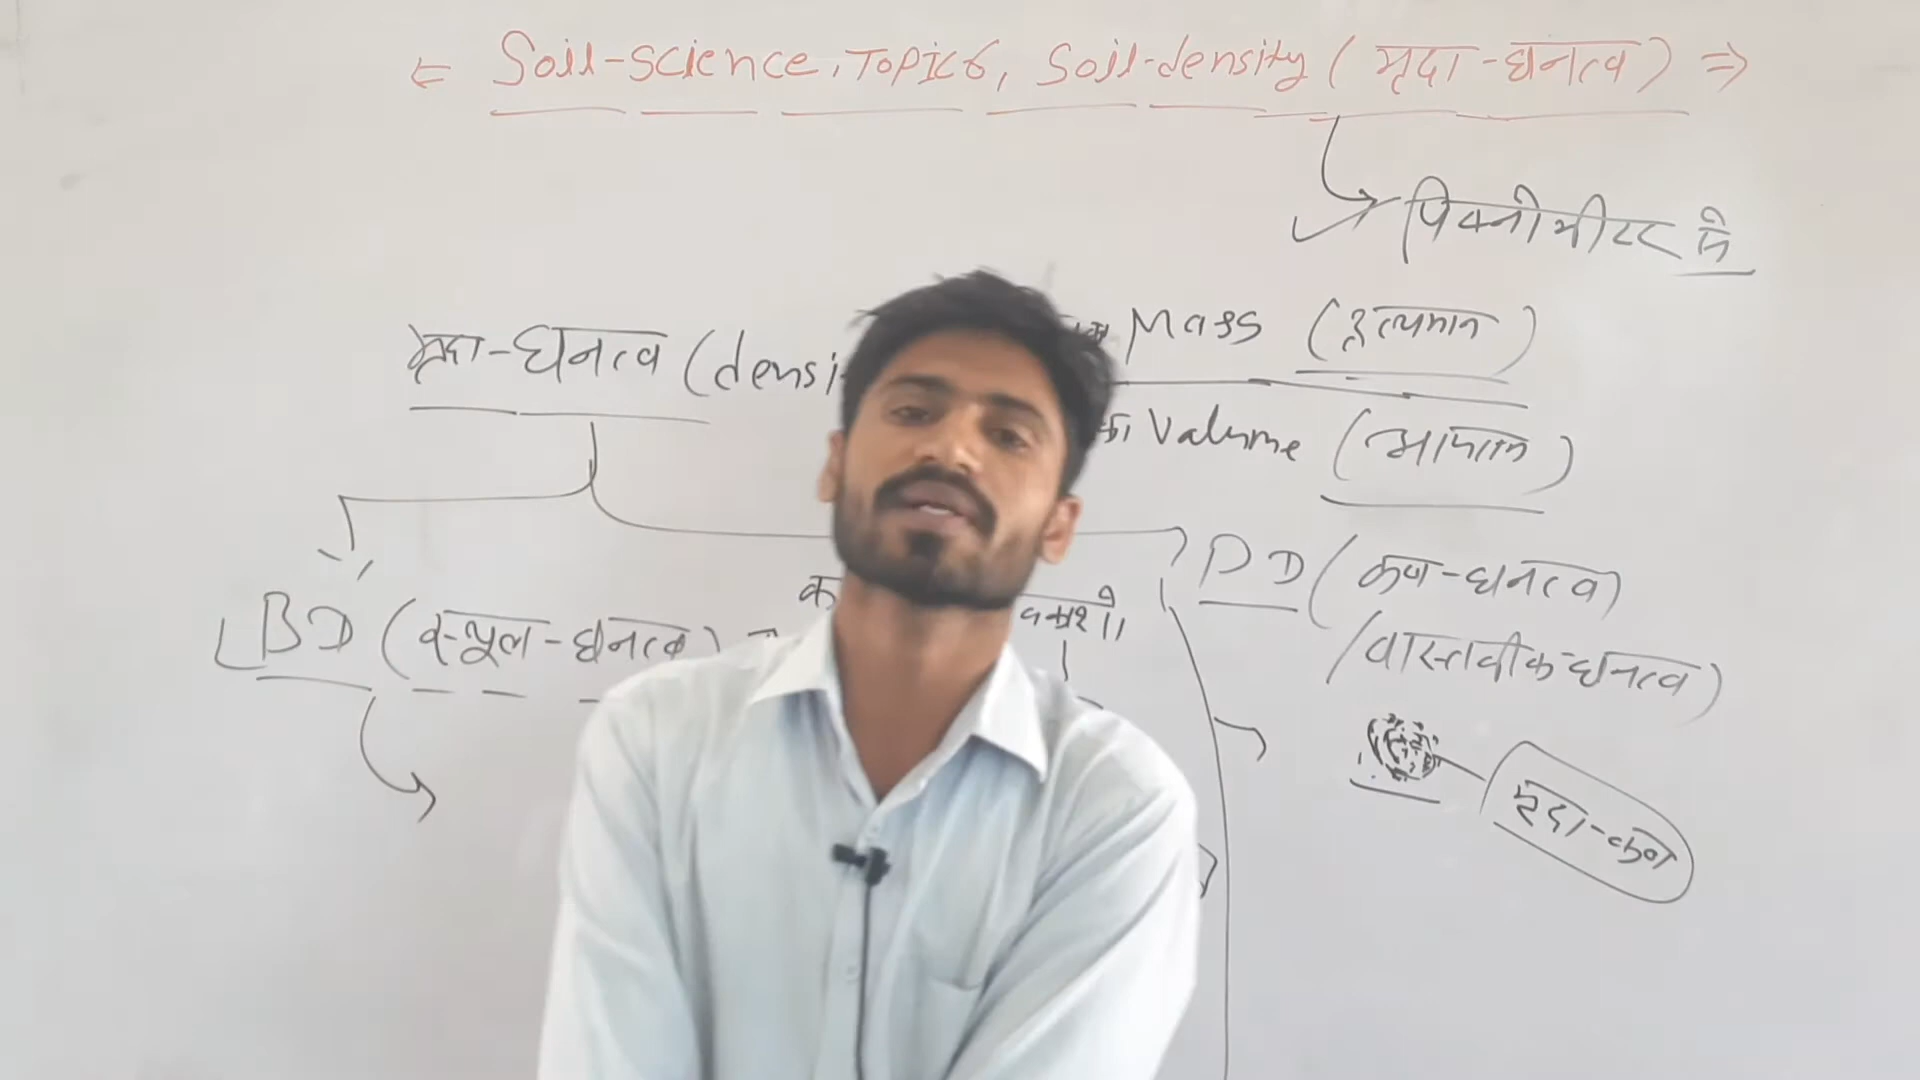 ⇐ Soil-science, TOPIC 6, Soil-density ( मृदा-घनत्व ) ⇒
पिक्नोमीटर से
मृदा-घनत्व (densi
Mass (द्रव्यमान)
का Volume (आयतन)
BD (स्थूल-घनत्व)
PD (कण-घनत्व)
/वास्तवीक-घनत्व)
मृदा-कण